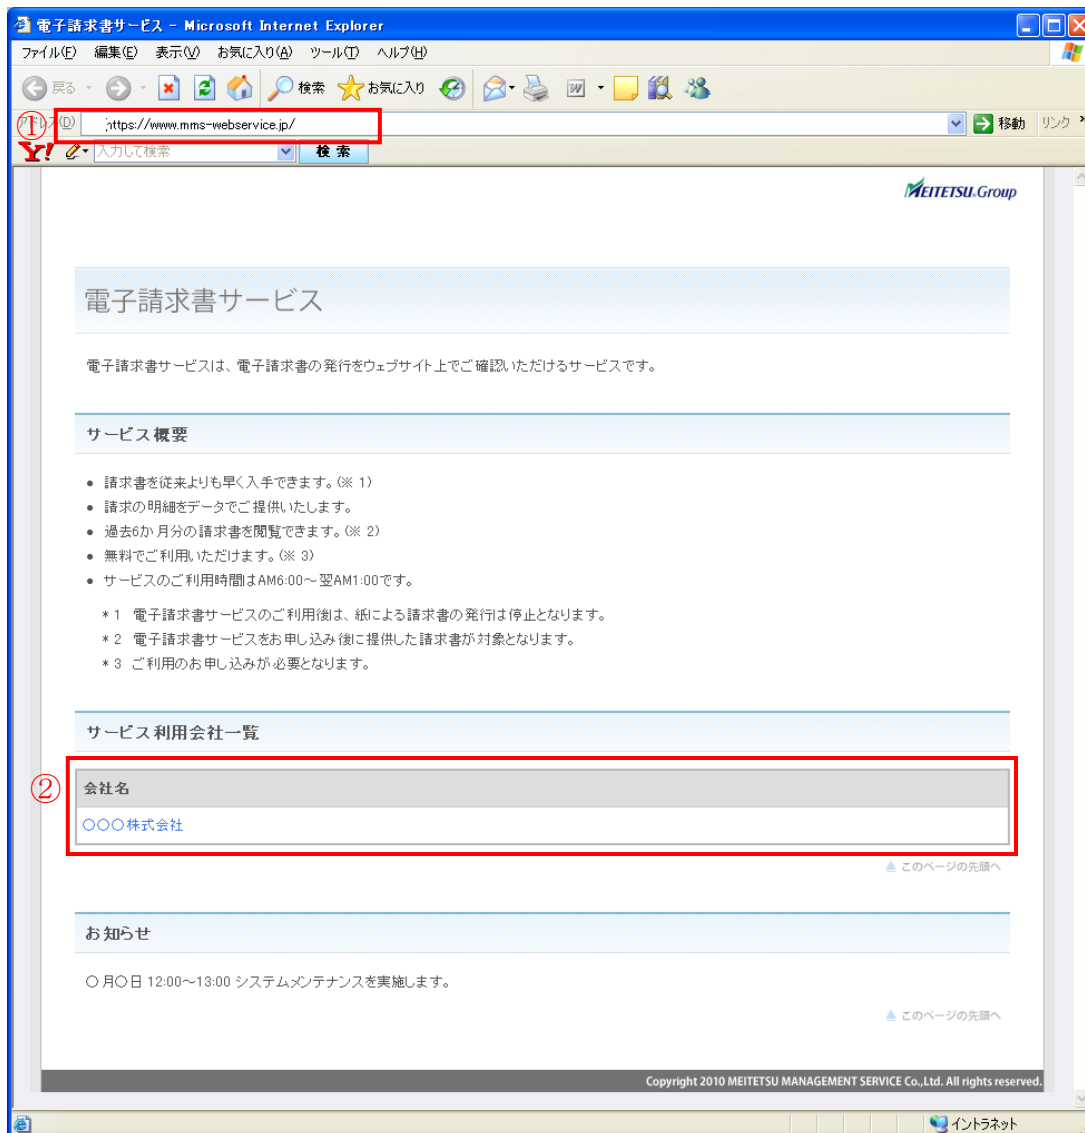 電子請求書サービス - Microsoft Internet Explorer
ファイル(F) 編集(E) 表示(V) お気に入り(A) ツール(T) ヘルプ(H)
戻る 検索 お気に入り
① アドレス(D) https://www.mms-webservice.jp/ 移動 リンク »
Y! 入力して検索 検索
MEITETSU Group
電子請求書サービス
電子請求書サービスは、電子請求書の発行をウェブサイト上でご確認いただけるサービスです。
サービス概要
● 請求書を従来よりも早く入手できます。(※ 1)
● 請求の明細をデータでご提供いたします。
● 過去6か月分の請求書を閲覧できます。(※ 2)
● 無料でご利用いただけます。(※ 3)
● サービスのご利用時間はAM6:00～翌AM1:00です。
*1 電子請求書サービスのご利用後は、紙による請求書の発行は停止となります。
*2 電子請求書サービスをお申し込み後に提供した請求書が対象となります。
*3 ご利用のお申し込みが必要となります。
サービス利用会社一覧
② 会社名
○○○株式会社
▲ このページの先頭へ
お知らせ
○月○日 12:00～13:00 システムメンテナンスを実施します。
▲ このページの先頭へ
Copyright 2010 MEITETSU MANAGEMENT SERVICE Co.,Ltd. All rights reserved.
イントラネット